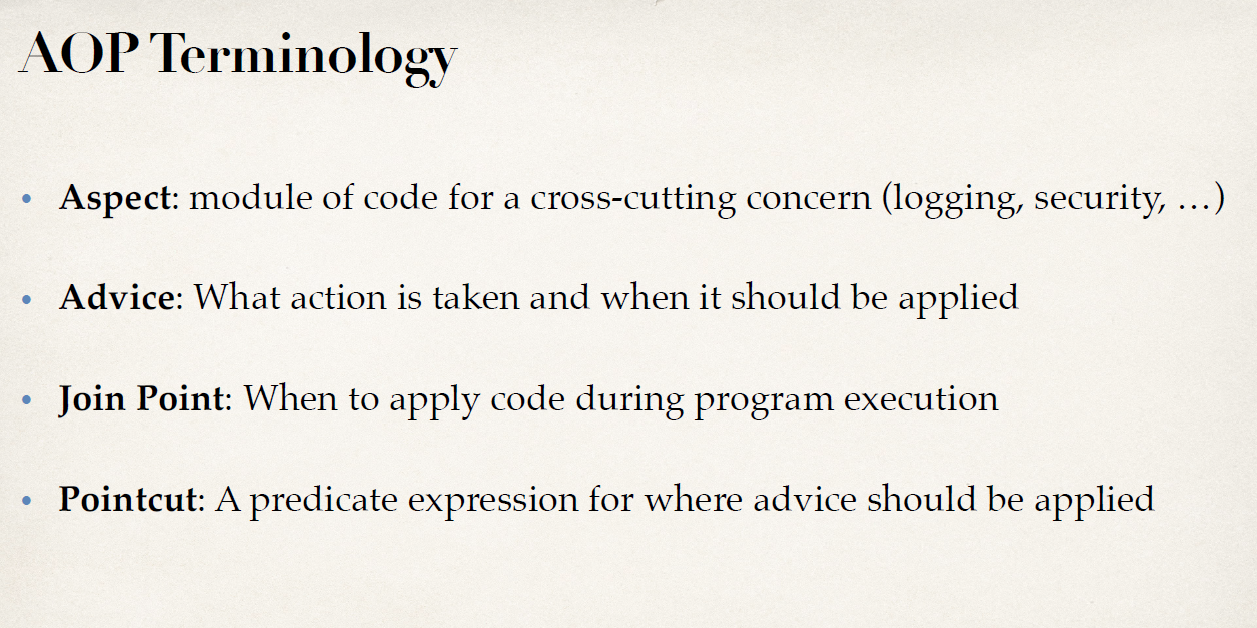 AOP Terminology
• Aspect: module of code for a cross-cutting concern (logging, security, …)
• Advice: What action is taken and when it should be applied
• Join Point: When to apply code during program execution
• Pointcut: A predicate expression for where advice should be applied